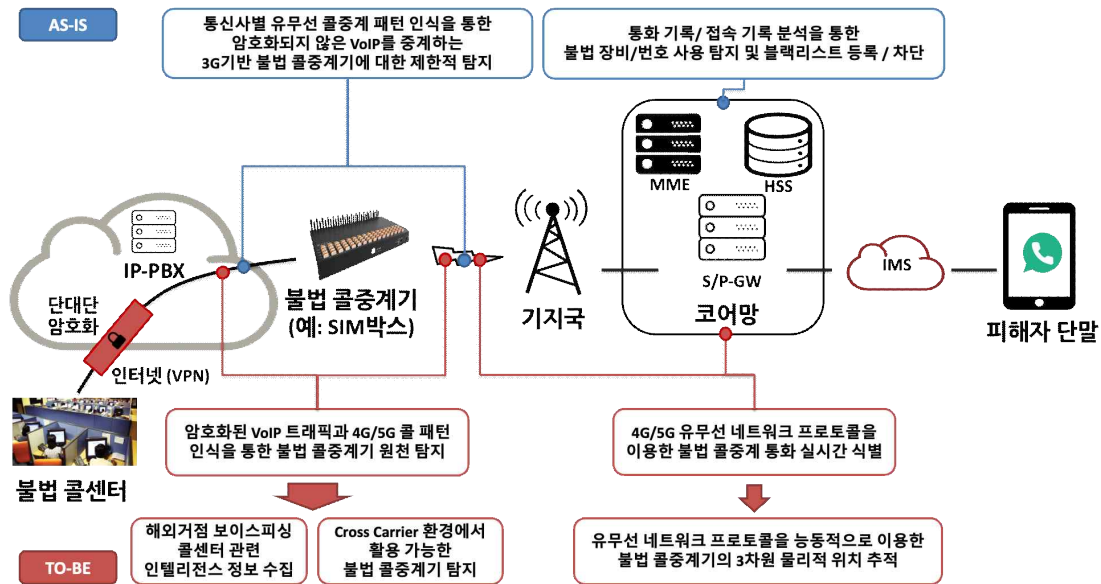 AS-IS
통신사별 유무선 콜중계 패턴 인식을 통한
암호화되지 않은 VoIP를 중계하는
3G기반 불법 콜중계기에 대한 제한적 탐지
통화 기록/ 접속 기록 분석을 통한
불법 장비/번호 사용 탐지 및 블랙리스트 등록 / 차단
MME
HSS
S/P-GW
코어망
IP-PBX
단대단
암호화
인터넷 (VPN)
불법 콜중계기
(예: SIM박스)
기지국
IMS
피해자 단말
불법 콜센터
암호화된 VoIP 트래픽과 4G/5G 콜 패턴
인식을 통한 불법 콜중계기 원천 탐지
4G/5G 유무선 네트워크 프로토콜을
이용한 불법 콜중계 통화 실시간 식별
TO-BE
해외거점 보이스피싱
콜센터 관련
인텔리전스 정보 수집
Cross Carrier 환경에서
활용 가능한
불법 콜중계기 탐지
유무선 네트워크 프로토콜을 능동적으로 이용한
불법 콜중계기의 3차원 물리적 위치 추적